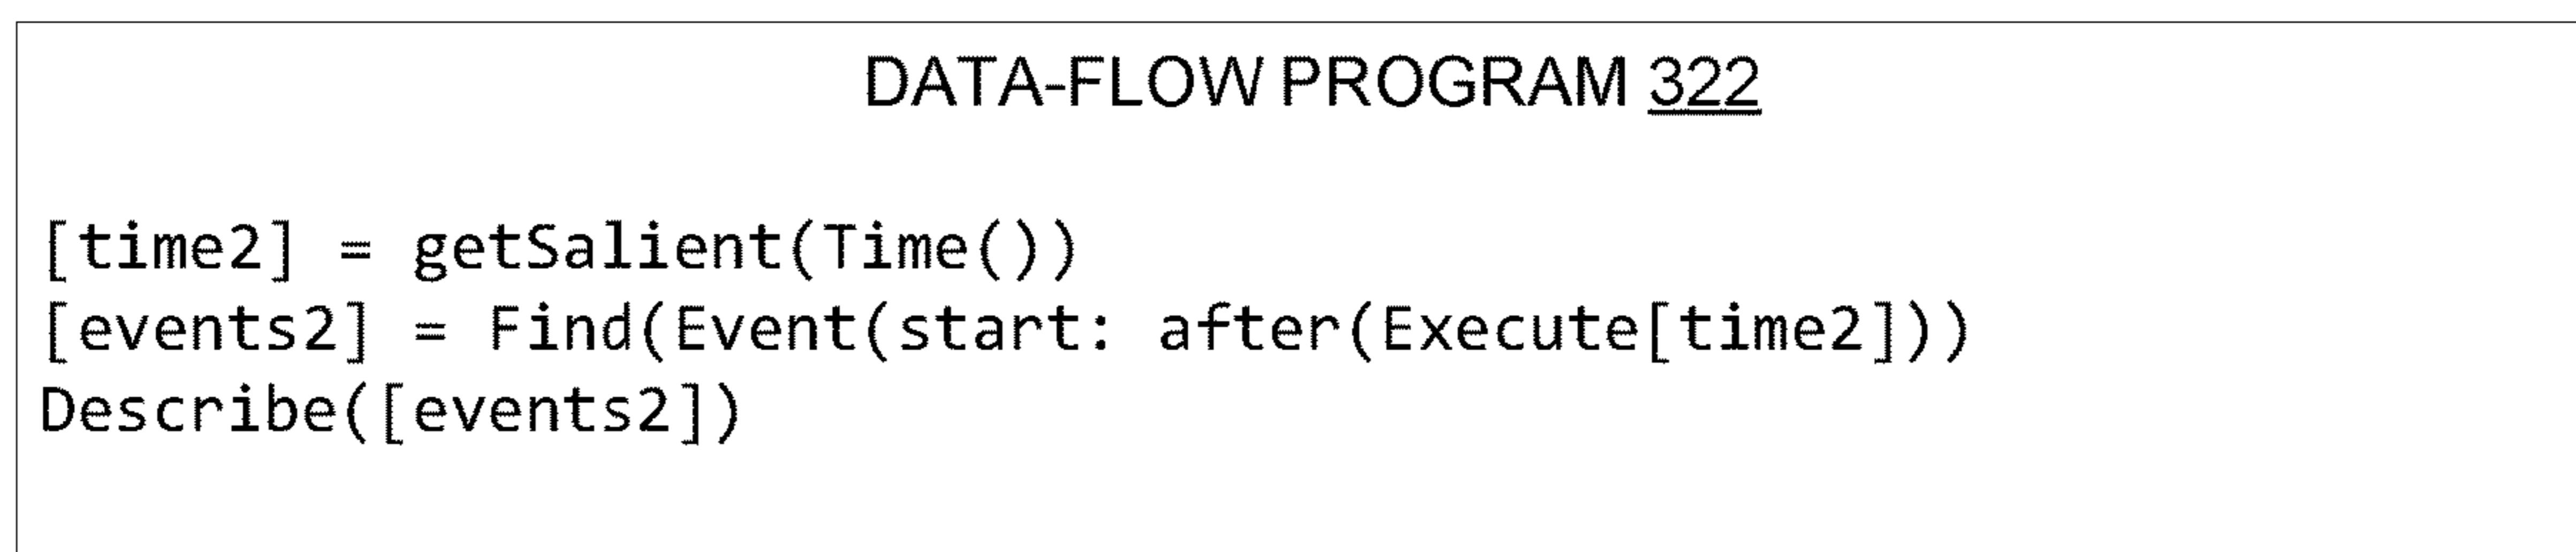 DATA-FLOW PROGRAM 322
[time2] = getSalient(Time())
[events2] = Find(Event(start: after(Execute[time2]))
Describe([events2])